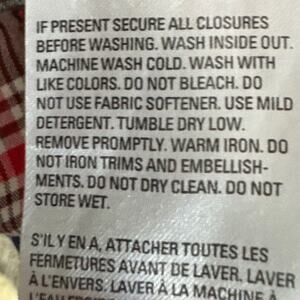 IF PRESENT SECURE ALL CLOSURES
BEFORE WASHING. WASH INSIDE OUT.
MACHINE WASH COLD. WASH WITH
LIKE COLORS. DO NOT BLEACH. DO
NOT USE FABRIC SOFTENER. USE MILD
DETERGENT. TUMBLE DRY LOW.
REMOVE PROMPTLY. WARM IRON. DO
NOT IRON TRIMS AND EMBELLISH-
MENTS. DO NOT DRY CLEAN. DO NOT
STORE WET.
S'IL Y EN A, ATTACHER TOUTES LES
FERMETURES AVANT DE LAVER. LAVER
À L'ENVERS. LAVER À LA MACHINE À
L'EAU